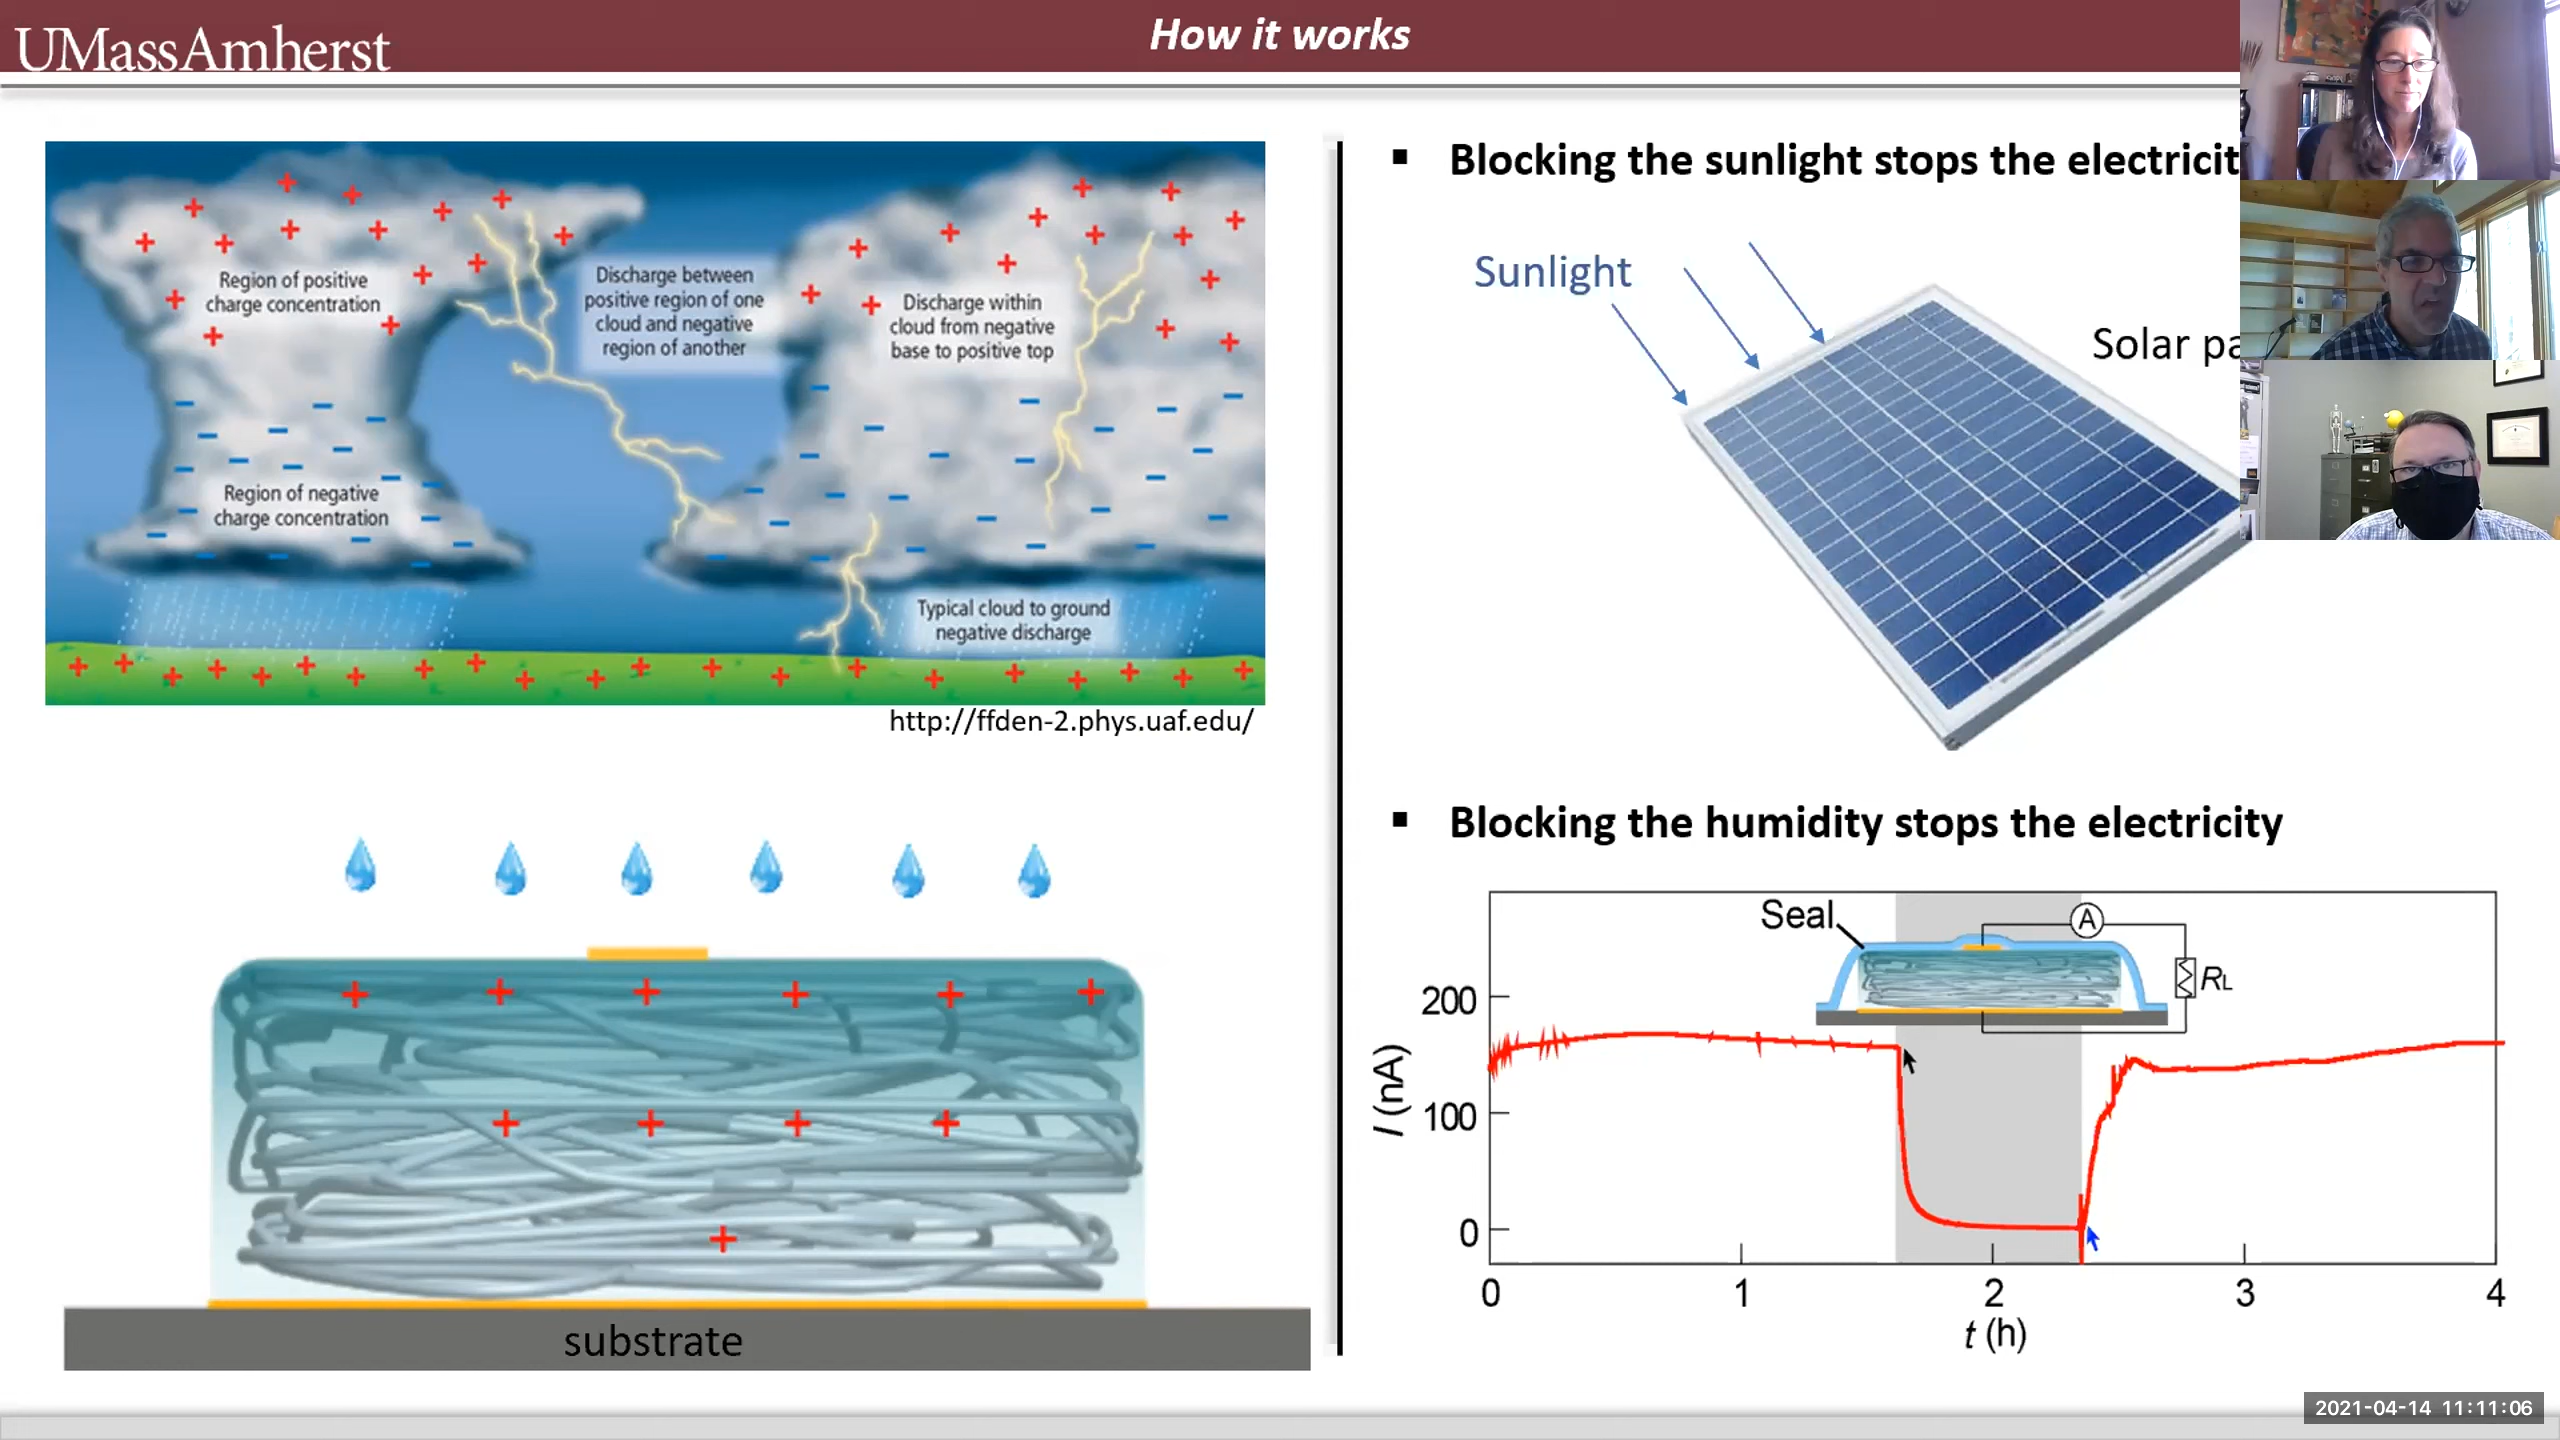 UMassAmherst
How it works
Region of positive
charge concentration
Discharge between
positive region of one
cloud and negative
region of another
Discharge within
cloud from negative
base to positive top
Region of negative
charge concentration
Typical cloud to ground
negative discharge
http://ffden-2.phys.uaf.edu/
substrate
▪ Blocking the sunlight stops the electricit
Sunlight
Solar pa
▪ Blocking the humidity stops the electricity
Seal
A
RL
200
100
0
I (nA)
0 1 2 3 4
t (h)
2021-04-14 11:11:06